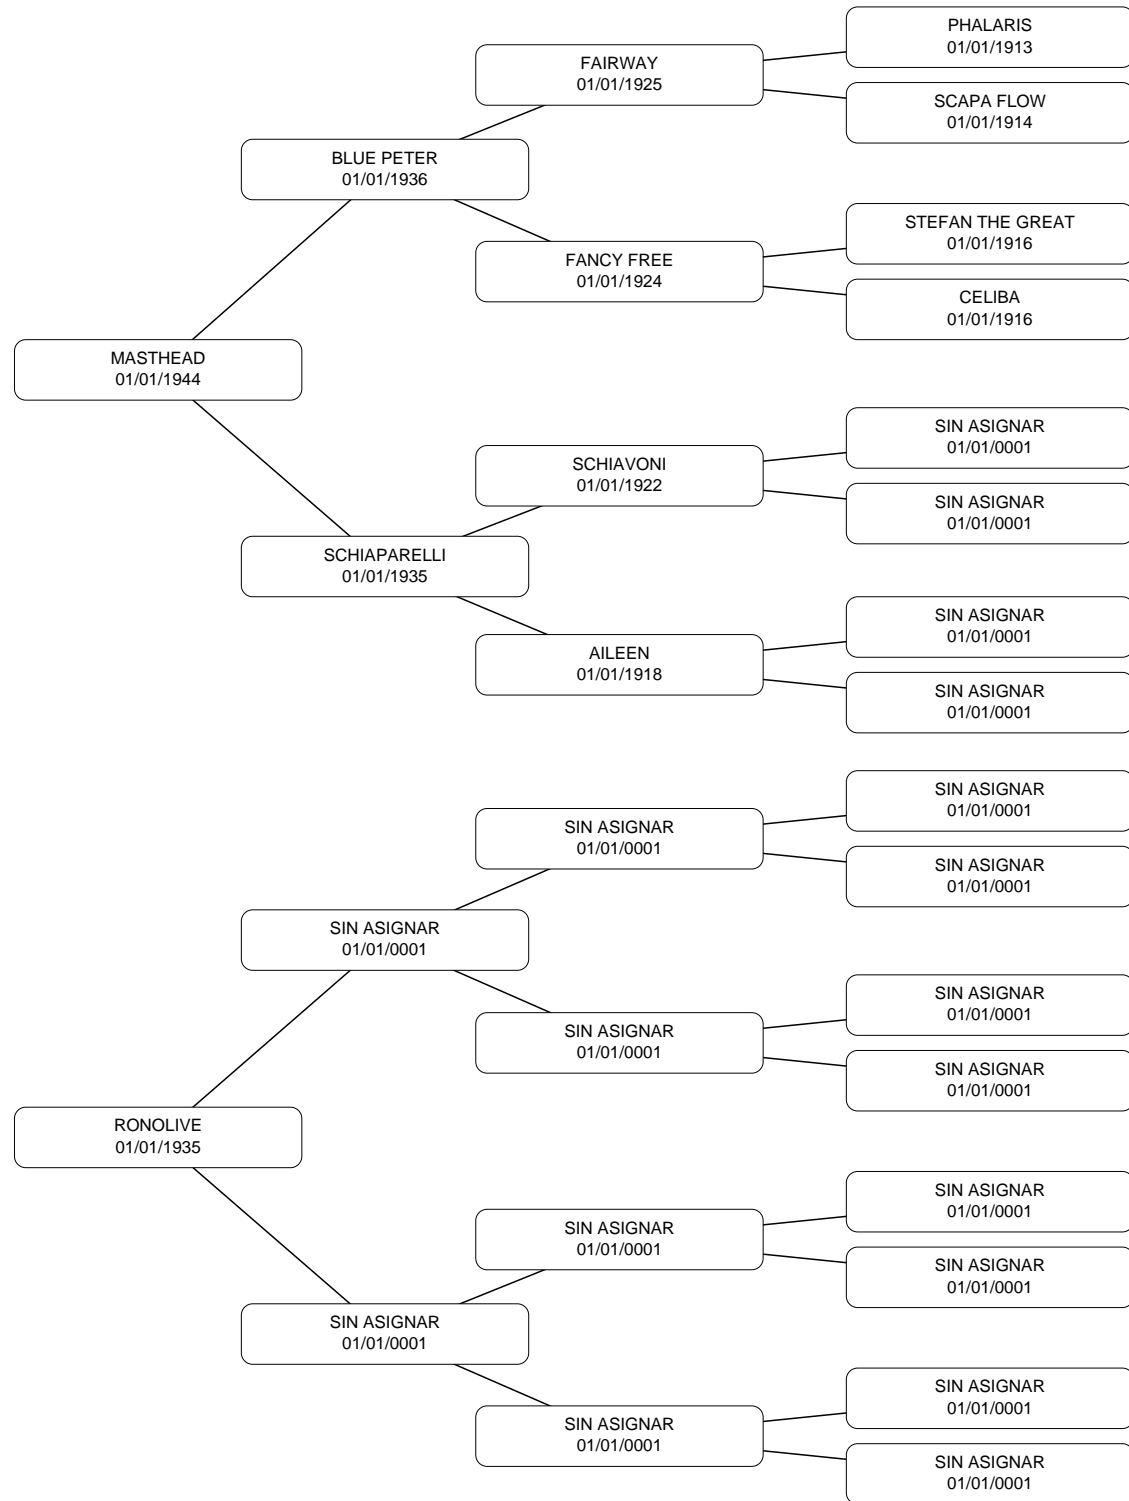 PHALARIS
01/01/1913
FAIRWAY
01/01/1925
SCAPA FLOW
01/01/1914
BLUE PETER
01/01/1936
STEFAN THE GREAT
01/01/1916
FANCY FREE
01/01/1924
CELIBA
01/01/1916
MASTHEAD
01/01/1944
SIN ASIGNAR
01/01/0001
SCHIAVONI
01/01/1922
SIN ASIGNAR
01/01/0001
SCHIAPARELLI
01/01/1935
SIN ASIGNAR
01/01/0001
AILEEN
01/01/1918
SIN ASIGNAR
01/01/0001
SIN ASIGNAR
01/01/0001
SIN ASIGNAR
01/01/0001
SIN ASIGNAR
01/01/0001
SIN ASIGNAR
01/01/0001
SIN ASIGNAR
01/01/0001
SIN ASIGNAR
01/01/0001
SIN ASIGNAR
01/01/0001
RONOLIVE
01/01/1935
SIN ASIGNAR
01/01/0001
SIN ASIGNAR
01/01/0001
SIN ASIGNAR
01/01/0001
SIN ASIGNAR
01/01/0001
SIN ASIGNAR
01/01/0001
SIN ASIGNAR
01/01/0001
SIN ASIGNAR
01/01/0001